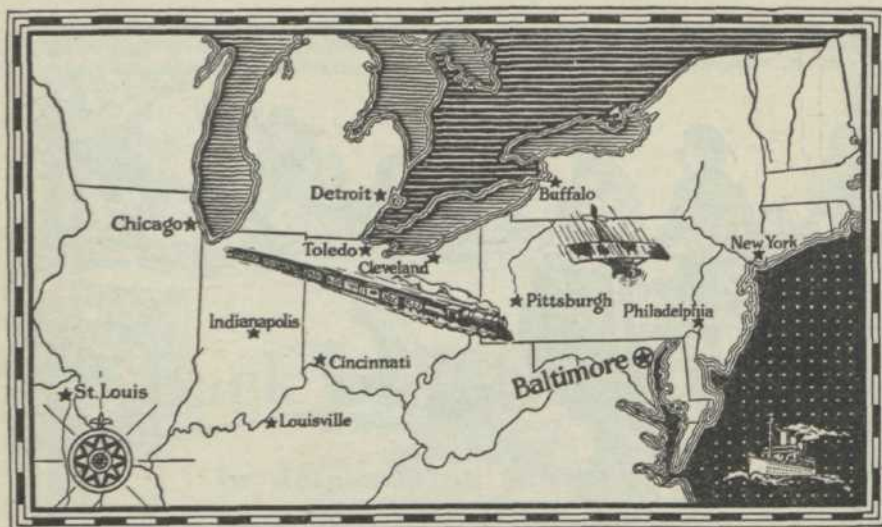 Detroit
Buffalo
Chicago
Toledo
Cleveland
New York
Pittsburgh
Philadelphia
Indianapolis
Cincinnati
Baltimore
St. Louis
Louisville